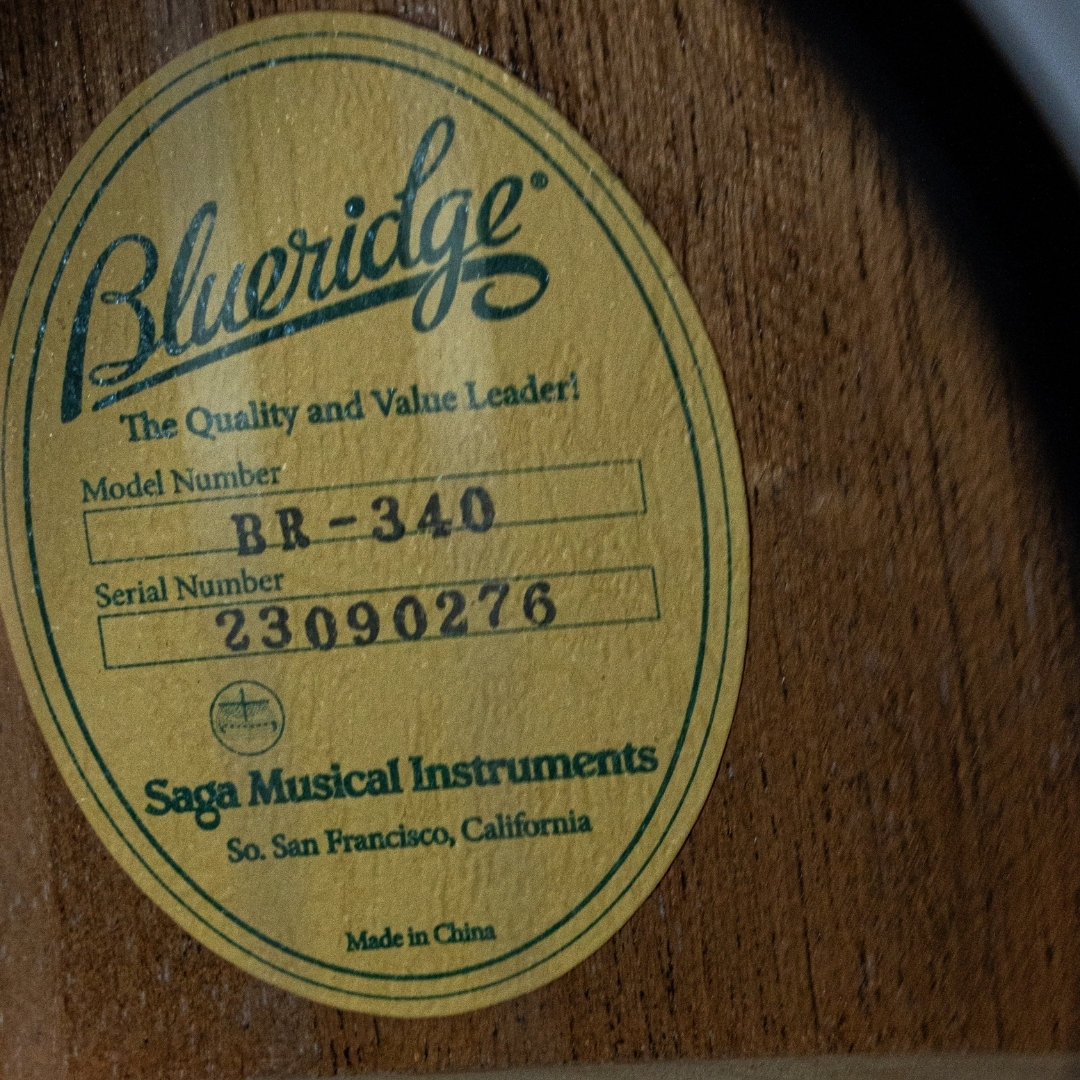 Blueridge®
The Quality and Value Leader!
Model Number
BR-340
Serial Number
23090276
Saga Musical Instruments
So. San Francisco, California
Made in China